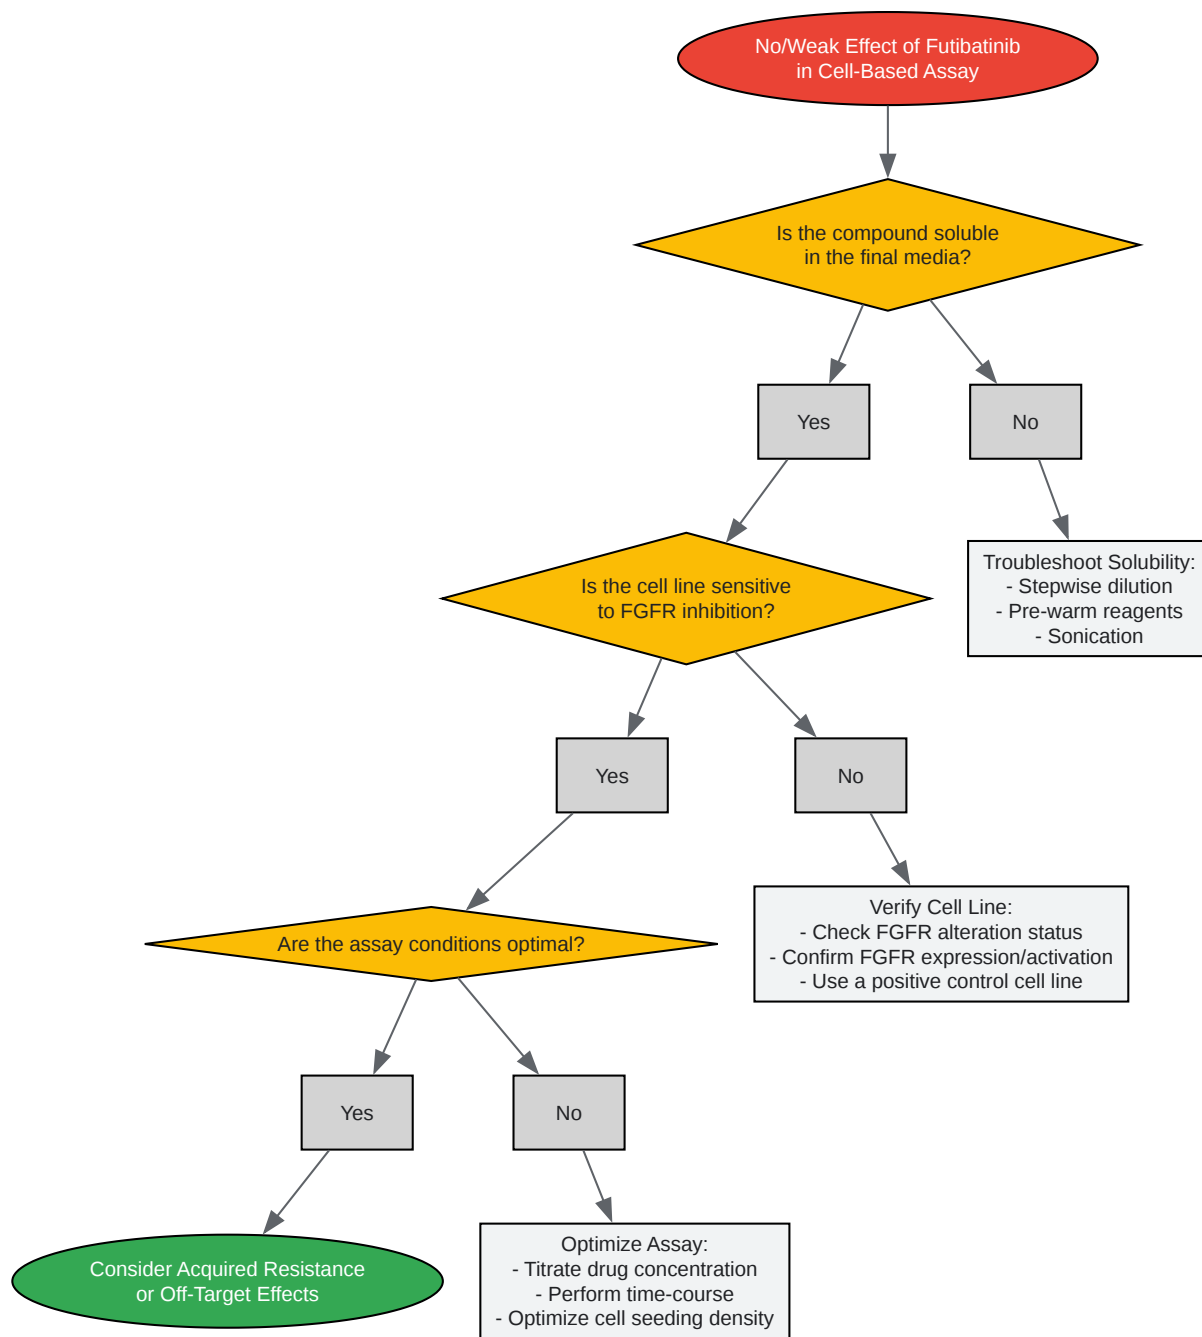 No/Weak Effect of Futibatinib
in Cell-Based Assay
Is the compound soluble
in the final media?
Yes
No
Troubleshoot Solubility:
- Stepwise dilution
- Pre-warm reagents
- Sonication
Is the cell line sensitive
to FGFR inhibition?
Yes
No
Verify Cell Line:
- Check FGFR alteration status
- Confirm FGFR expression/activation
- Use a positive control cell line
Are the assay conditions optimal?
Yes
No
Consider Acquired Resistance
or Off-Target Effects
Optimize Assay:
- Titrate drug concentration
- Perform time-course
- Optimize cell seeding density